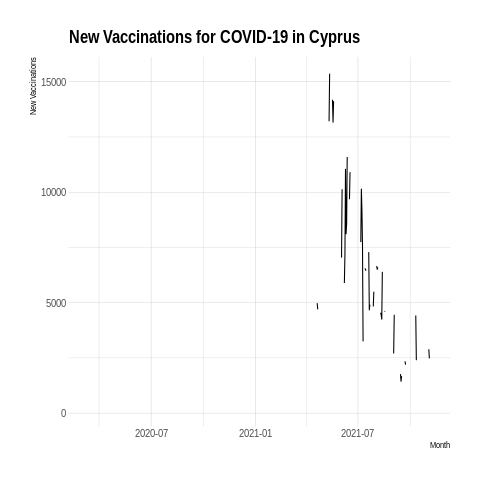 New Vaccinations for COVID-19 in Cyprus
New Vaccinations
15000
10000
5000
0
2020-07
2021-01
2021-07
Month